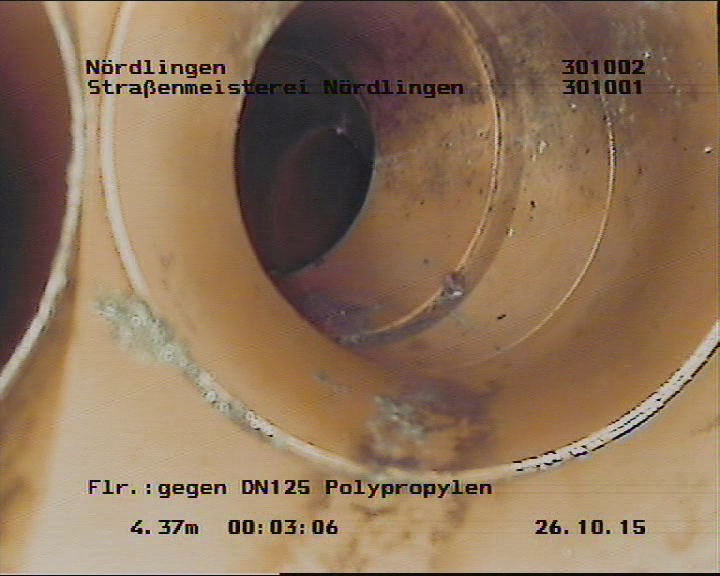 Nördlingen 301002
Straßenmeisterei Nördlingen 301001
Flr.:gegen DN125 Polypropylen
4.37m 00:03:06 26.10.15